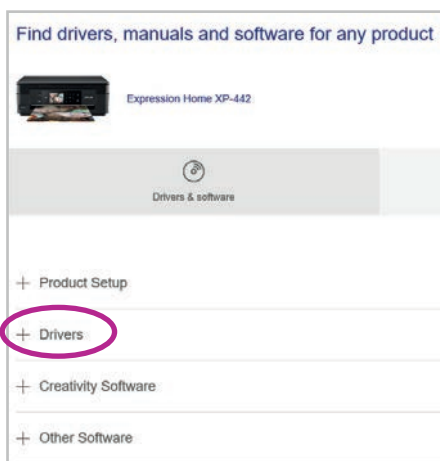 Find drivers, manuals and software for any product
Expression Home XP-442
Drivers & software
+ Product Setup
+ Drivers
+ Creativity Software
+ Other Software